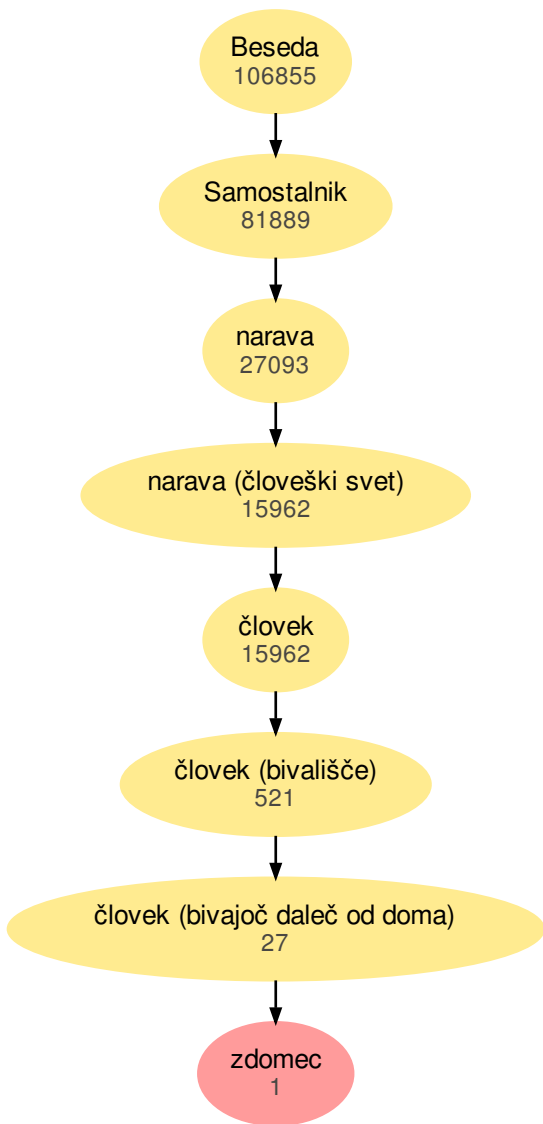 Beseda
106855
Samostalnik
81889
narava
27093
narava (človeški svet)
15962
človek
15962
človek (bivališče)
521
človek (bivajoč daleč od doma)
27
zdomec
1